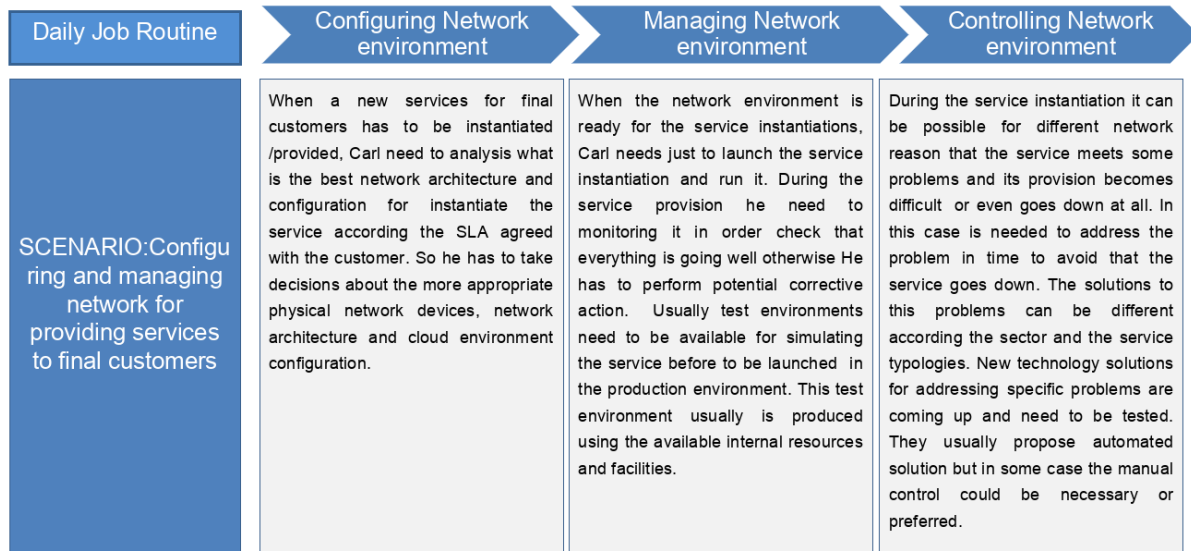 Daily Job Routine
Configuring Network
environment
Managing Network
environment
Controlling Network
environment
SCENARIO:Configu
ring and managing
network for
providing services
to final customers
When a new services for final
customers has to be instantiated
/provided, Carl need to analysis what
is the best network architecture and
configuration for instantiate the
service according the SLA agreed
with the customer. So he has to take
decisions about the more appropriate
physical network devices, network
architecture and cloud environment
configuration.
When the network environment is
ready for the service instantiations,
Carl needs just to launch the service
instantiation and run it. During the
service provision he need to
monitoring it in order check that
everything is going well otherwise He
has to perform potential corrective
action. Usually test environments
need to be available for simulating
the service before to be launched in
the production environment. This test
environment usually is produced
using the available internal resources
and facilities.
During the service instantiation it can
be possible for different network
reason that the service meets some
problems and its provision becomes
difficult or even goes down at all. In
this case is needed to address the
problem in time to avoid that the
service goes down. The solutions to
this problems can be different
according the sector and the service
typologies. New technology solutions
for addressing specific problems are
coming up and need to be tested.
They usually propose automated
solution but in some case the manual
control could be necessary or
preferred.